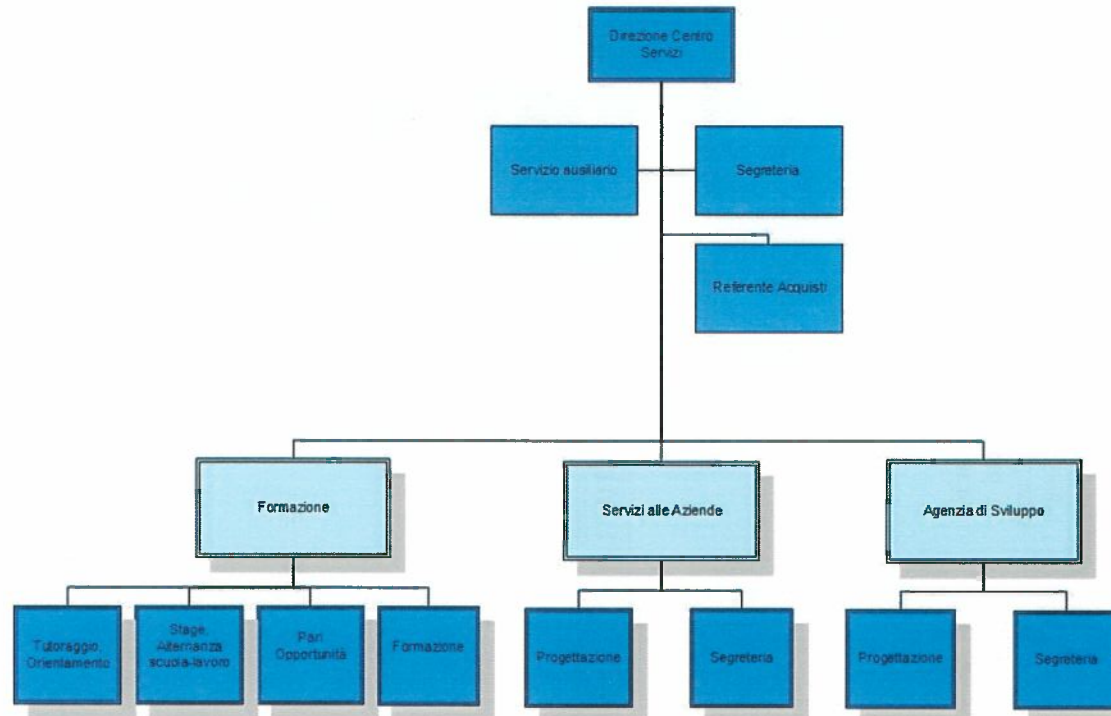 Direzione Centro
Servizi
Servizio ausiliario
Segreteria
Referente Acquisti
Formazione
Servizi alle Aziende
Agenzia di Sviluppo
Tutoraggio,
Orientamento
Stage,
Alternanza
scuola-lavoro
Pari
Opportunità
Formazione
Progettazione
Segreteria
Progettazione
Segreteria